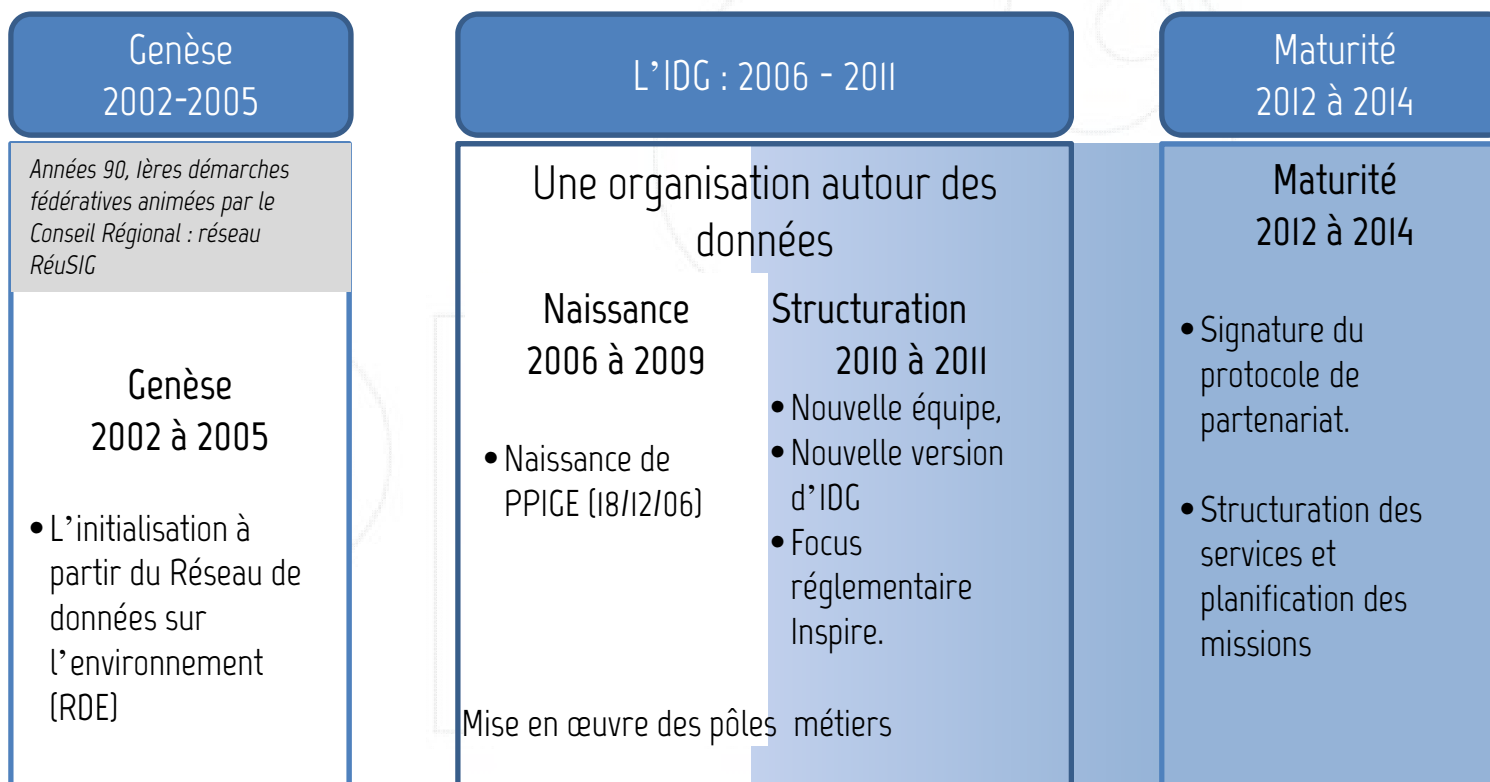 Genèse
2002-2005
Années 90, 1ères démarches
fédératives animées par le
Conseil Régional : réseau
RéuSIG
Genèse
2002 à 2005
• L’initialisation à
partir du Réseau de
données sur
l’environnement
(RDE)
L’IDG : 2006 - 2011
Une organisation autour des
données
Naissance
2006 à 2009
• Naissance de
PPIGE (18/12/06)
Structuration
2010 à 2011
• Nouvelle équipe,
• Nouvelle version
d’IDG
• Focus
réglementaire
Inspire.
Mise en œuvre des pôles métiers
Maturité
2012 à 2014
Maturité
2012 à 2014
• Signature du
protocole de
partenariat.
• Structuration des
services et
planification des
missions